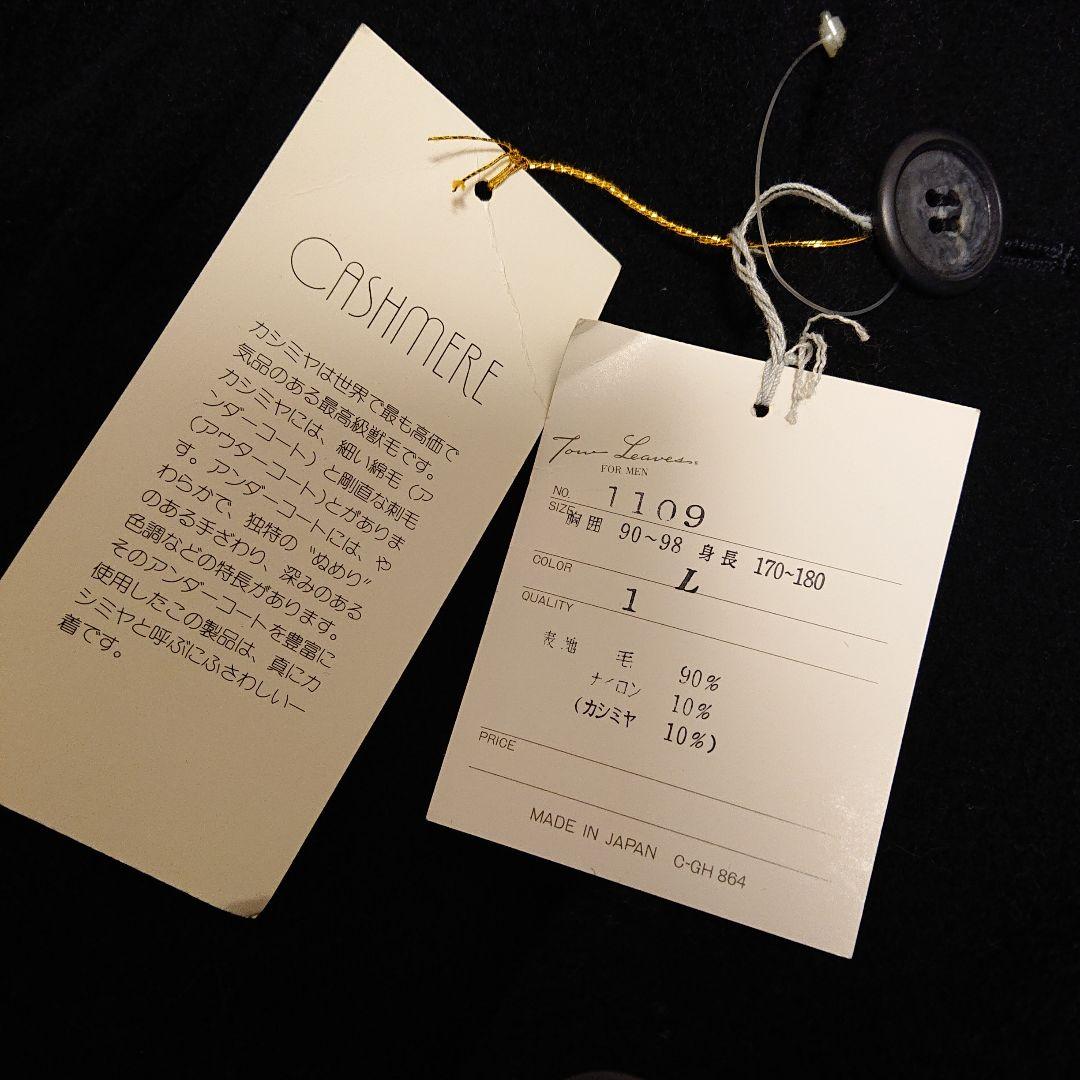 CASHMERE
カシミヤは世界で最も高価で
気品のある最高級獣毛です。
カシミヤには、細い綿毛（ア
ンダーコート）と剛直な刺毛
（アウターコート）とがありま
す。アンダーコートには、や
わらかで、独特の〝ぬめり〟
のある手ざわり、深みのある
色調などの特長があります。
そのアンダーコートを豊富に
使用したこの製品は、真にカ
シミヤと呼ぶにふさわしい一
着です。
Tow Leaves®
FOR MEN
NO. 1109
SIZE 胸囲 90~98 身長 170~180
L
COLOR 1
QUALITY
表地 毛 90%
ナイロン 10%
(カシミヤ 10%)
PRICE
MADE IN JAPAN C-GH 864